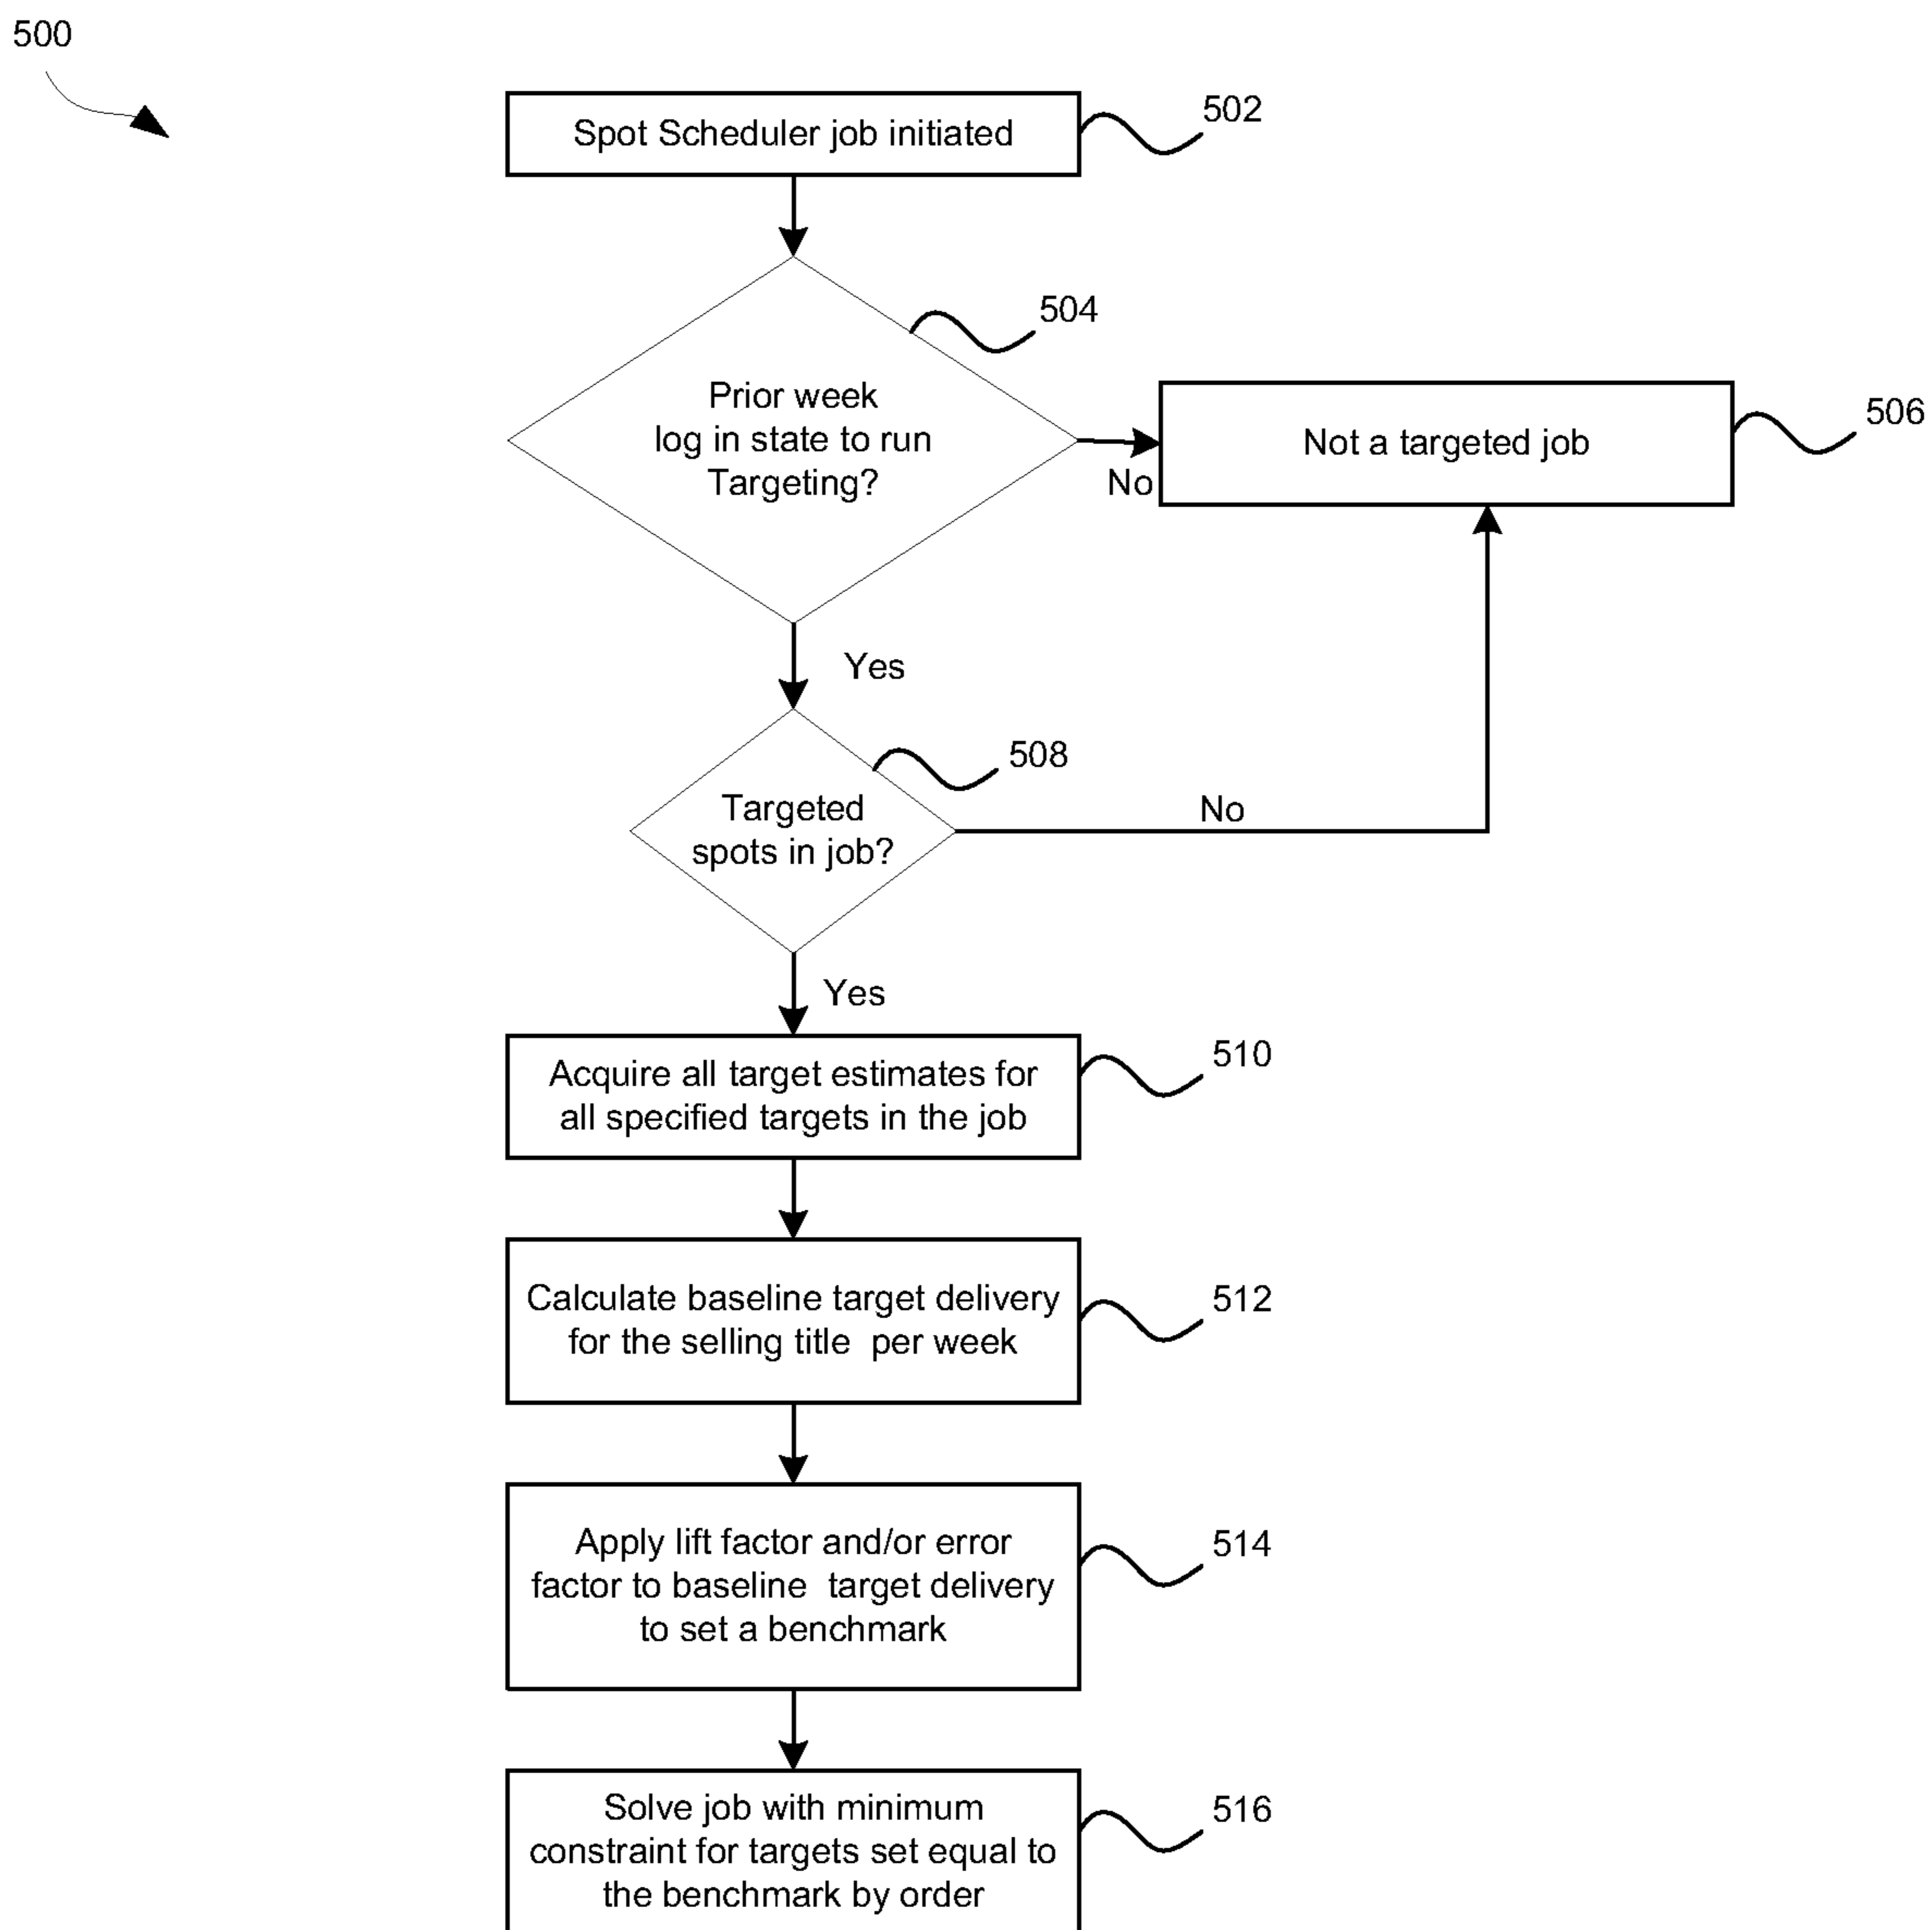 500
Spot Scheduler job initiated
502
504
Prior week
log in state to run
Targeting?
No
Not a targeted job
506
Yes
508
Targeted
spots in job?
No
Yes
Acquire all target estimates for
all specified targets in the job
510
Calculate baseline target delivery
for the selling title per week
512
Apply lift factor and/or error
factor to baseline target delivery
to set a benchmark
514
Solve job with minimum
constraint for targets set equal to
the benchmark by order
516